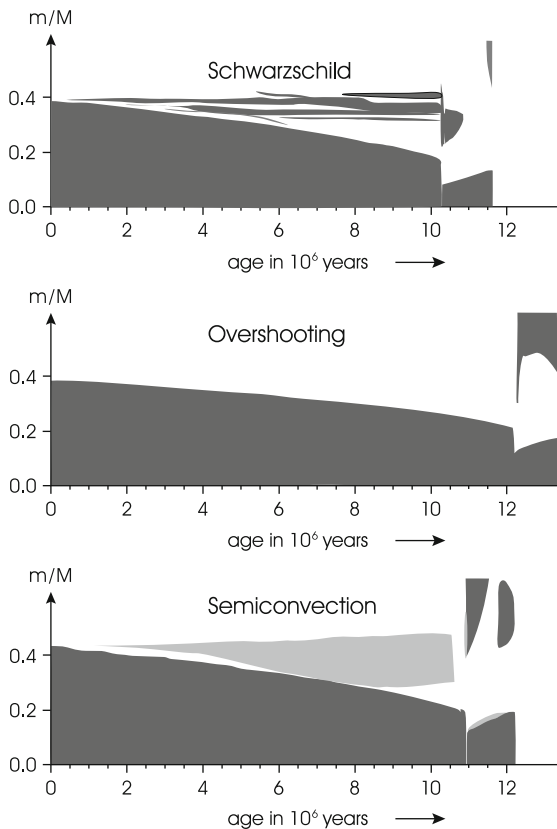 m/M
Schwarzschild
0.4
0.2
0.0
0 2 4 6 8 10 12
age in 10⁶ years
m/M
Overshooting
0.4
0.2
0.0
0 2 4 6 8 10 12
age in 10⁶ years
m/M
Semiconvection
0.4
0.2
0.0
0 2 4 6 8 10 12
age in 10⁶ years